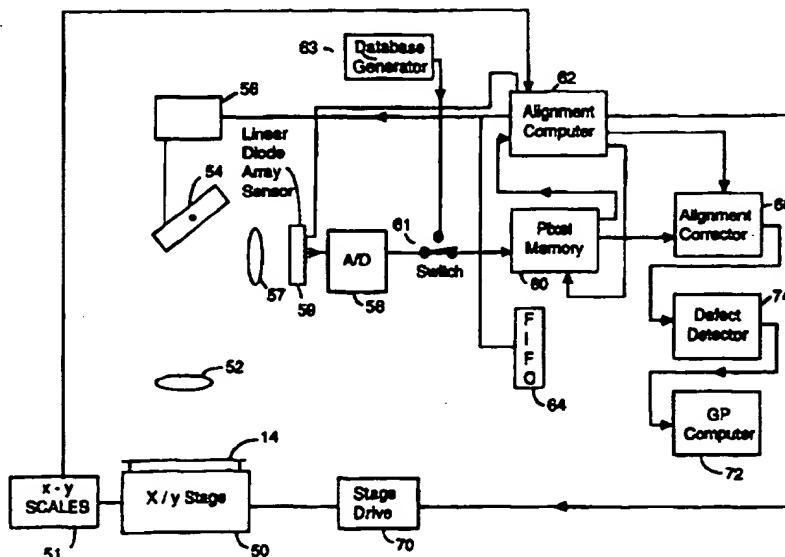 63
Database
Generator
62
Alignment
Computer
56
54
Linear
Diode
Array
Sensor
57
59
A/D
58
61
Switch
Pixel
Memory
60
Alignment
Corrector
74
Defect
Detector
GP
Computer
72
F
I
F
O
64
52
14
x - y
SCALES
51
X / y Stage
50
Stage
Drive
70